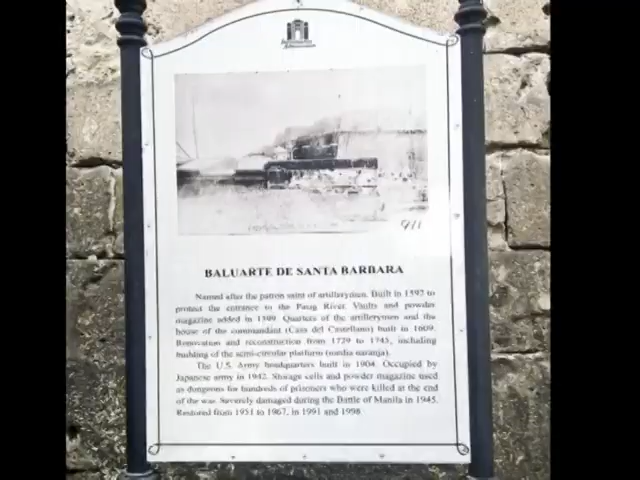 Intramuros
Administration
BALUARTE DE SANTA BARBARA
Named after the patron saint of artillerymen. Built in 1592 to
protect the entrance to the Pasig River. Vaults and powder
magazine added in 1599. Quarters of the artillerymen and the
house of the commandant (Casa del Castellano) built in 1609.
Renovation and reconstruction from 1729 to 1745, including
building of the semi-circular platform (media naranja).
The U.S. Army headquarters built in 1904. Occupied by
Japanese army in 1942. Storage cells and powder magazine used
as dungeons for hundreds of prisoners who were killed at the end
of the war. Severely damaged during the Battle of Manila in 1945.
Restored from 1951 to 1967, in 1991 and 1998.